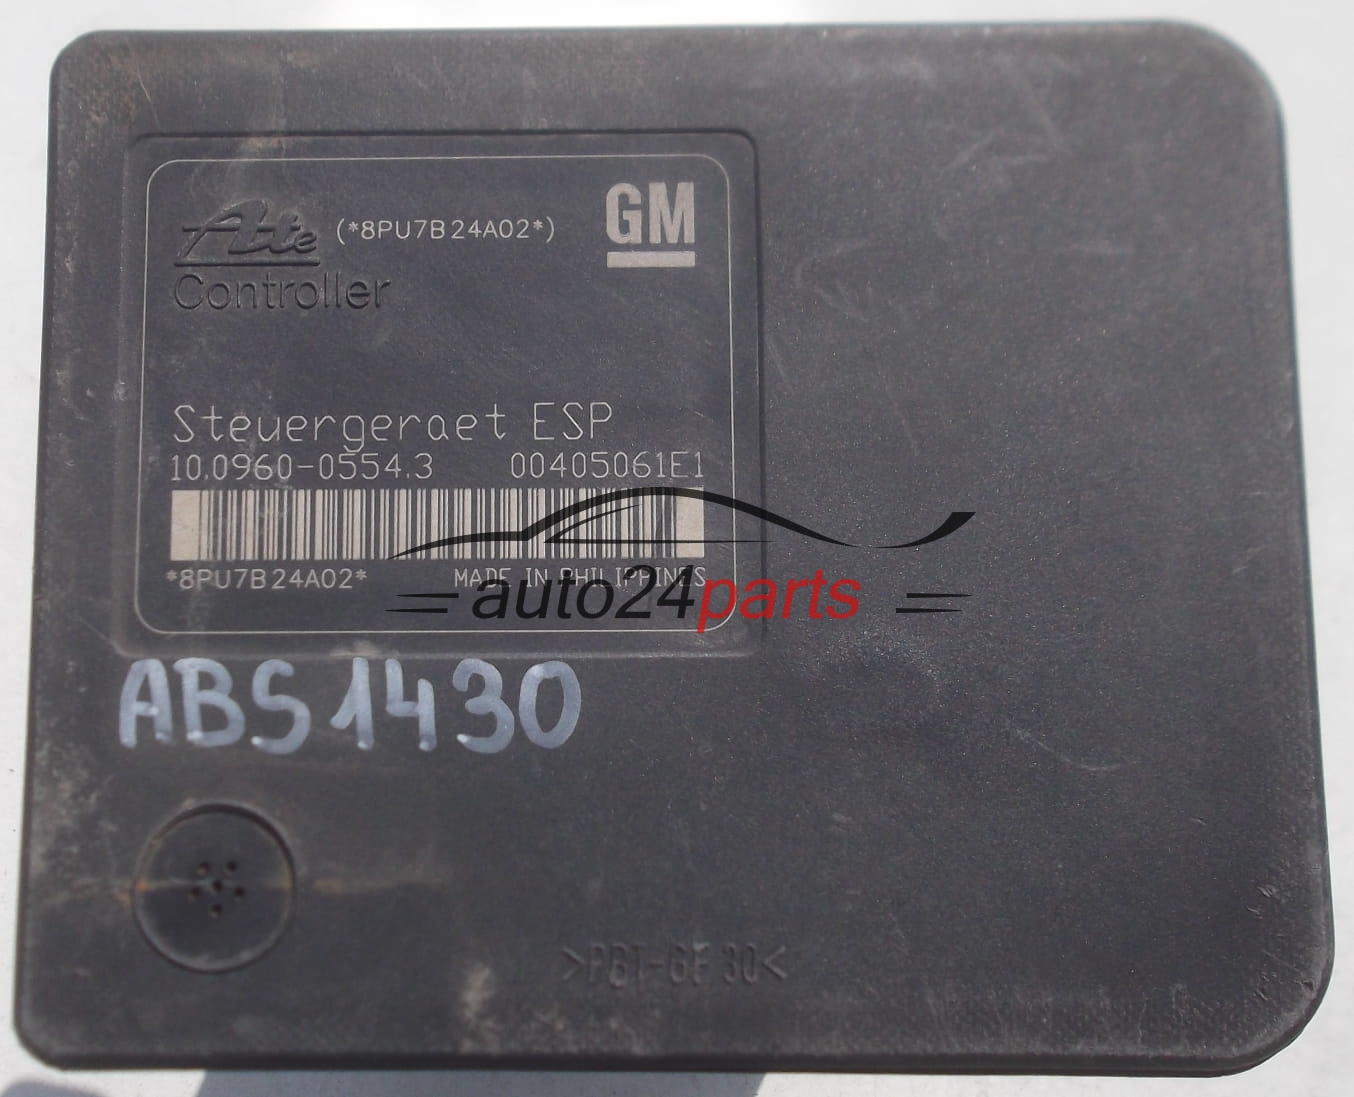 Ate (*8PU7B24A02*) GM
Controller
Steuergeraet ESP
10.0960-0554.3 00405061E1
*8PU7B24A02* MADE IN PHILIPPINES
auto24parts
ABS1430
>PBT-GF 30<